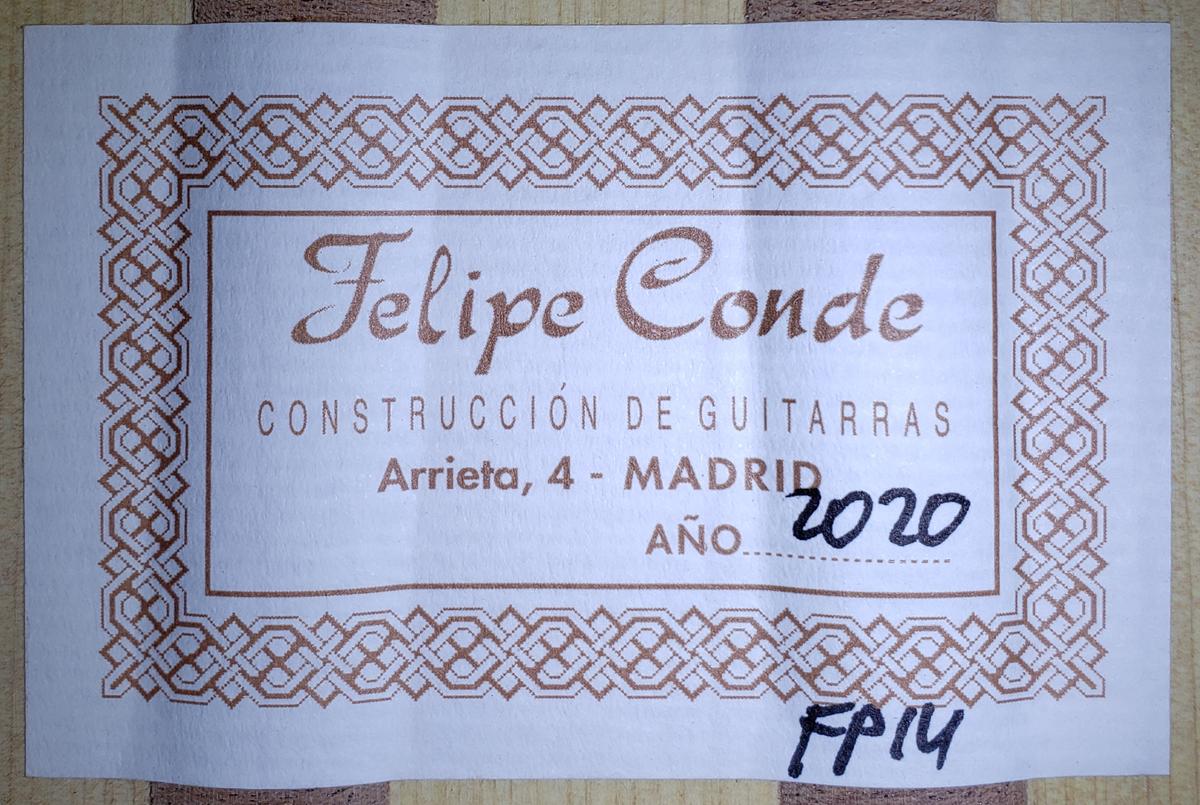 Felipe Conde
CONSTRUCCIÓN DE GUITARRAS
Arrieta, 4 - MADRID
AÑO 2020
FP14